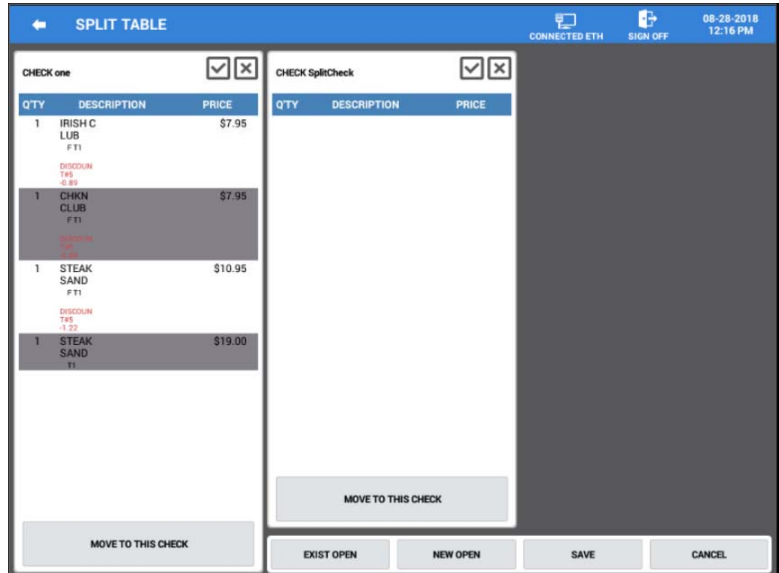 SPLIT TABLE
CONNECTED ETH
SIGN OFF
08-28-2018
12:16 PM
CHECK one
Q'TY DESCRIPTION PRICE
1 IRISH C $7.95
LUB
FT1
DISCOUN
T#5
-0.89
1 CHKN $7.95
CLUB
FT1
DISCOUN
T#5
1 STEAK $10.95
SAND
FT1
DISCOUN
T#5
-1.22
1 STEAK $19.00
SAND
T1
MOVE TO THIS CHECK
CHECK SplitCheck
Q'TY DESCRIPTION PRICE
MOVE TO THIS CHECK
EXIST OPEN
NEW OPEN
SAVE
CANCEL